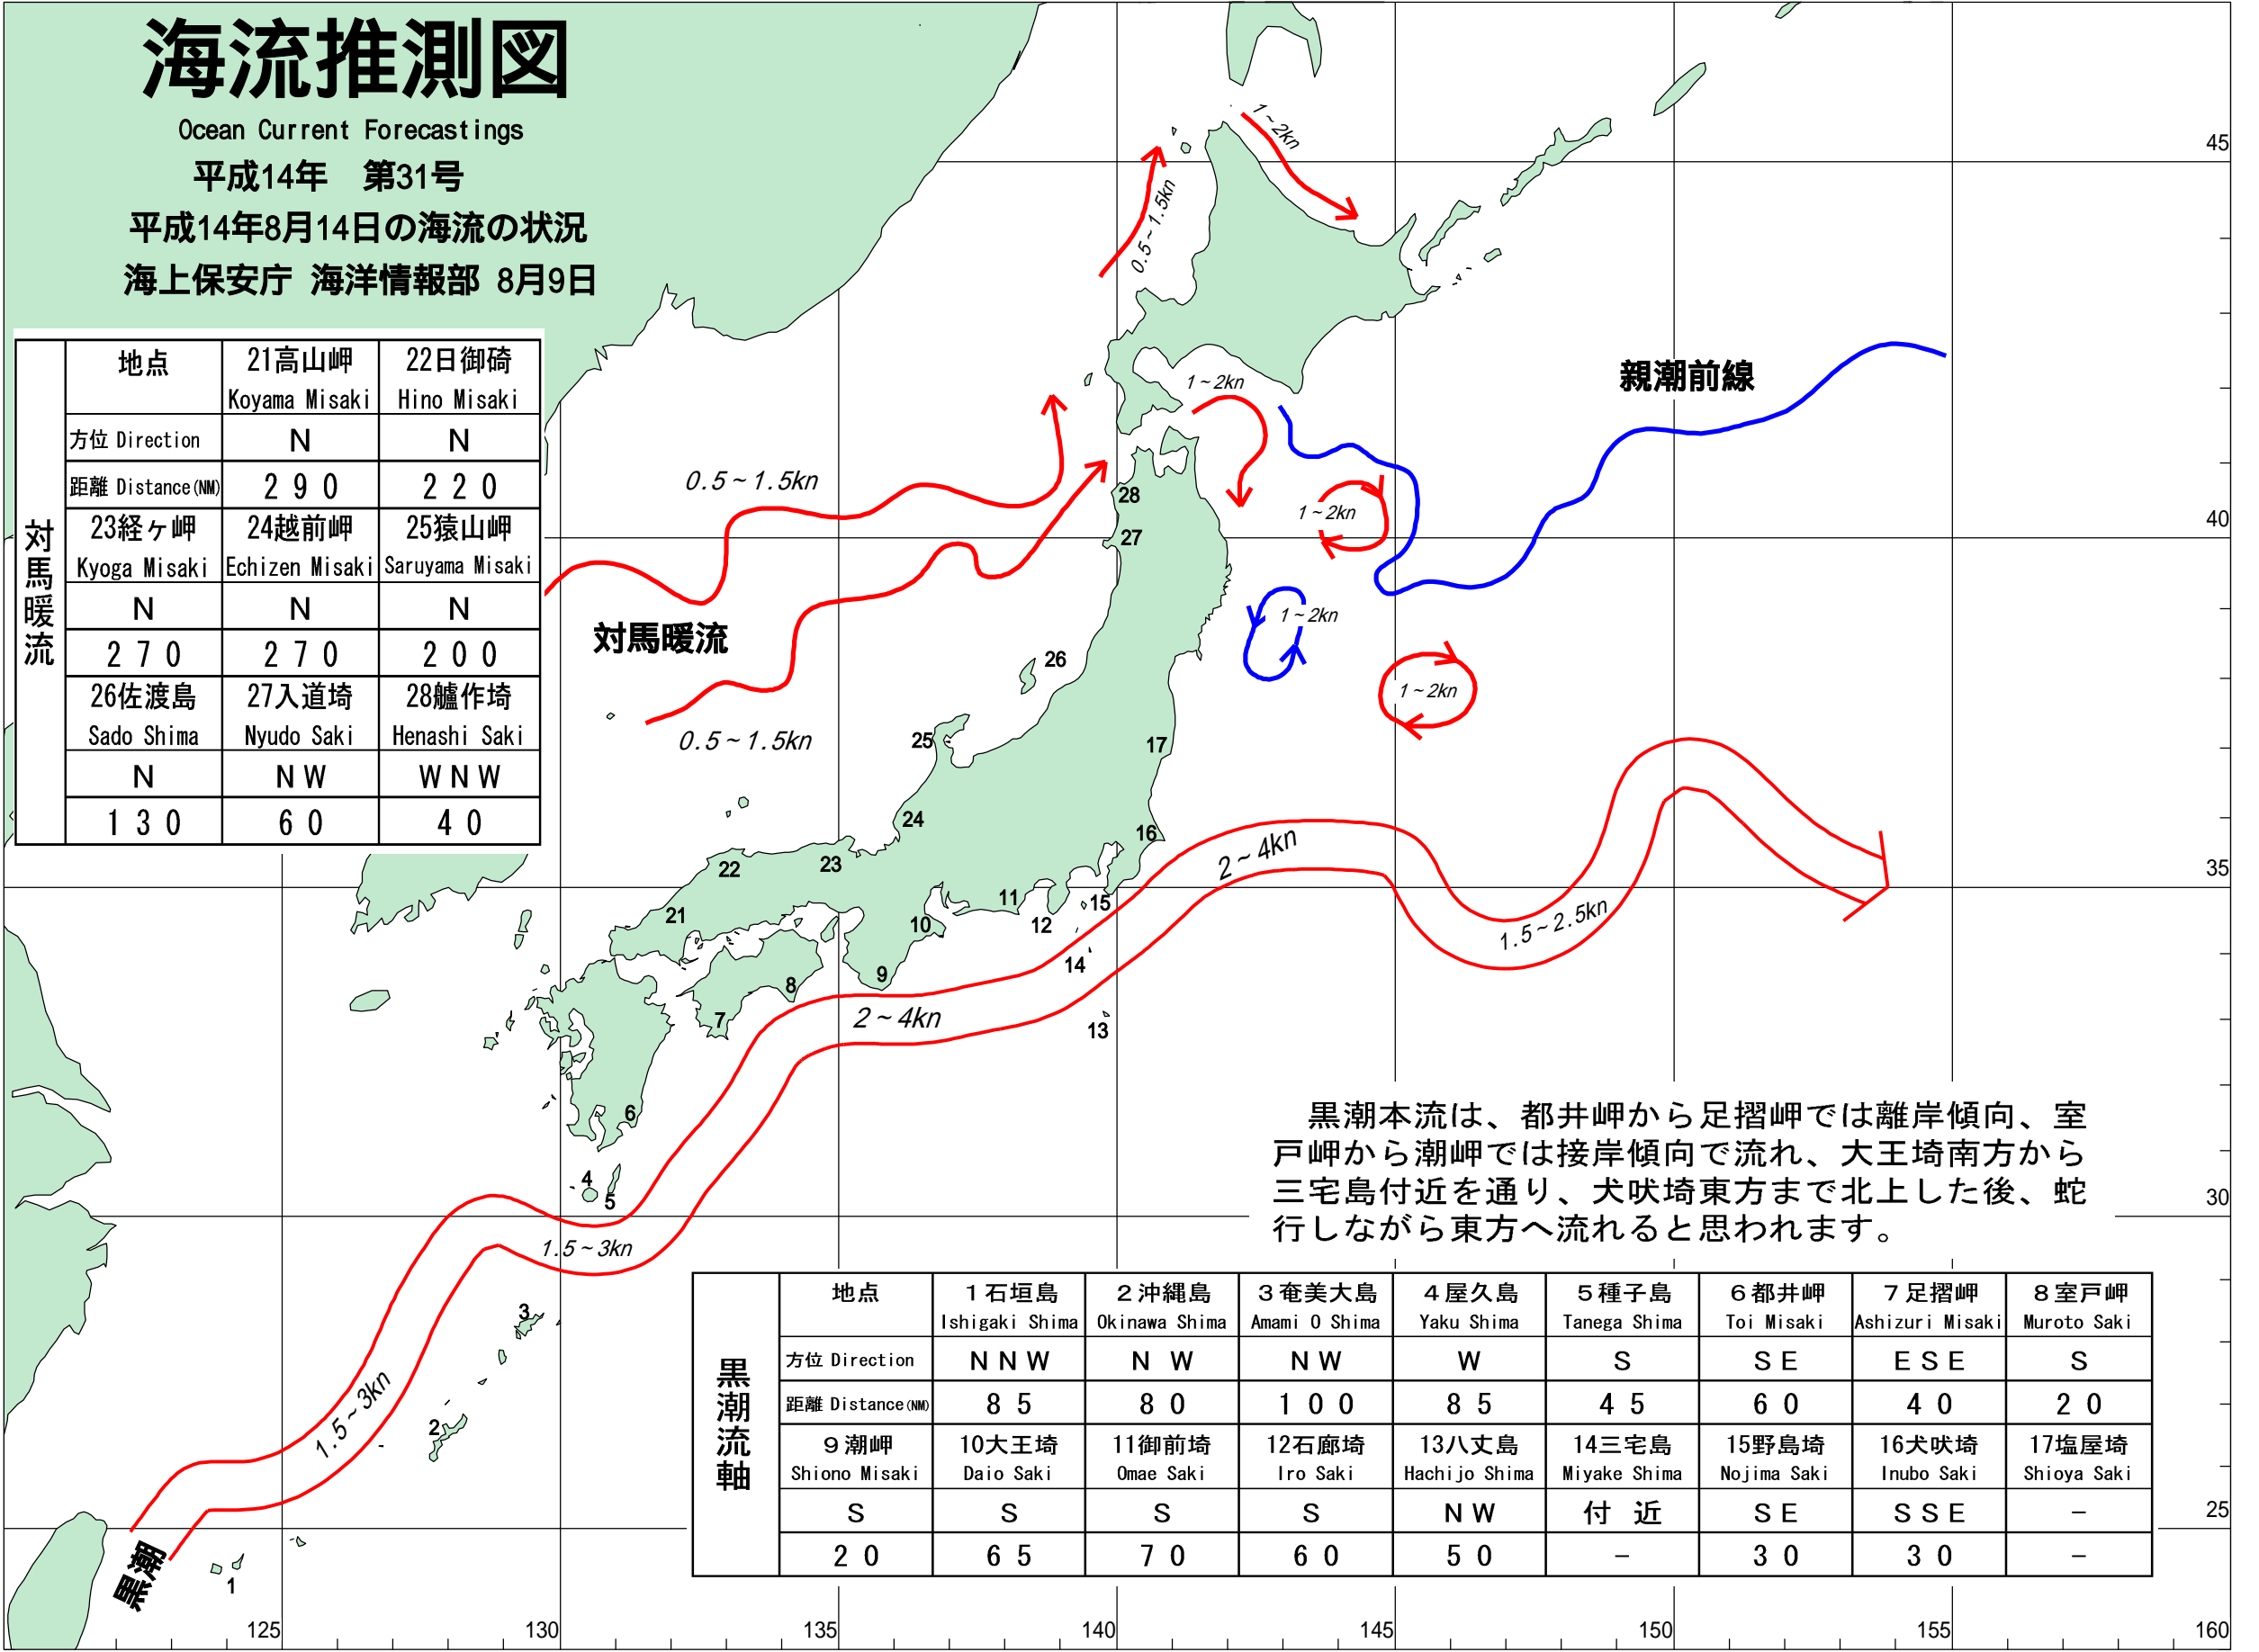 海流推測図
Ocean Current Forecastings
平成14年 第31号
平成14年8月14日の海流の状況
海上保安庁 海洋情報部 8月9日
対馬暖流
地点 21高山岬 22日御碕
Koyama Misaki Hino Misaki
方位 Direction N N
距離 Distance(NM) 290 220
23経ヶ岬 24越前岬 25猿山岬
Kyoga Misaki Echizen Misaki Saruyama Misaki
N N N
270 270 200
26佐渡島 27入道埼 28艫作埼
Sado Shima Nyudo Saki Henashi Saki
N NW WNW
130 60 40
1~2kn
0.5~1.5kn
45
親潮前線
1~2kn
0.5~1.5kn
28
1~2kn
40
27
1~2kn
対馬暖流
26
1~2kn
0.5~1.5kn
25
17
24
16
2~4kn
22
23
35
21
11
15
10
12
1.5~2.5kn
14
9
8
7
2~4kn
13
6
黒潮本流は、都井岬から足摺岬では離岸傾向、室
戸岬から潮岬では接岸傾向で流れ、大王埼南方から
三宅島付近を通り、犬吠埼東方まで北上した後、蛇
行しながら東方へ流れると思われます。
4
5
30
1.5~3kn
3
1.5~3kn
2
黒潮
1
25
黒潮流軸
地点 1石垣島 2沖縄島 3奄美大島 4屋久島 5種子島 6都井岬 7足摺岬 8室戸岬
Ishigaki Shima Okinawa Shima Amami O Shima Yaku Shima Tanega Shima Toi Misaki Ashizuri Misaki Muroto Saki
方位 Direction NNW NW NW W S SE ESE S
距離 Distance(NM) 85 80 100 85 45 60 40 20
9潮岬 10大王埼 11御前埼 12石廊埼 13八丈島 14三宅島 15野島埼 16犬吠埼 17塩屋埼
Shiono Misaki Daio Saki Omae Saki Iro Saki Hachijo Shima Miyake Shima Nojima Saki Inubo Saki Shioya Saki
S S S S NW 付近 SE SSE −
20 65 70 60 50 − 30 30 −
125 130 135 140 145 150 155 160